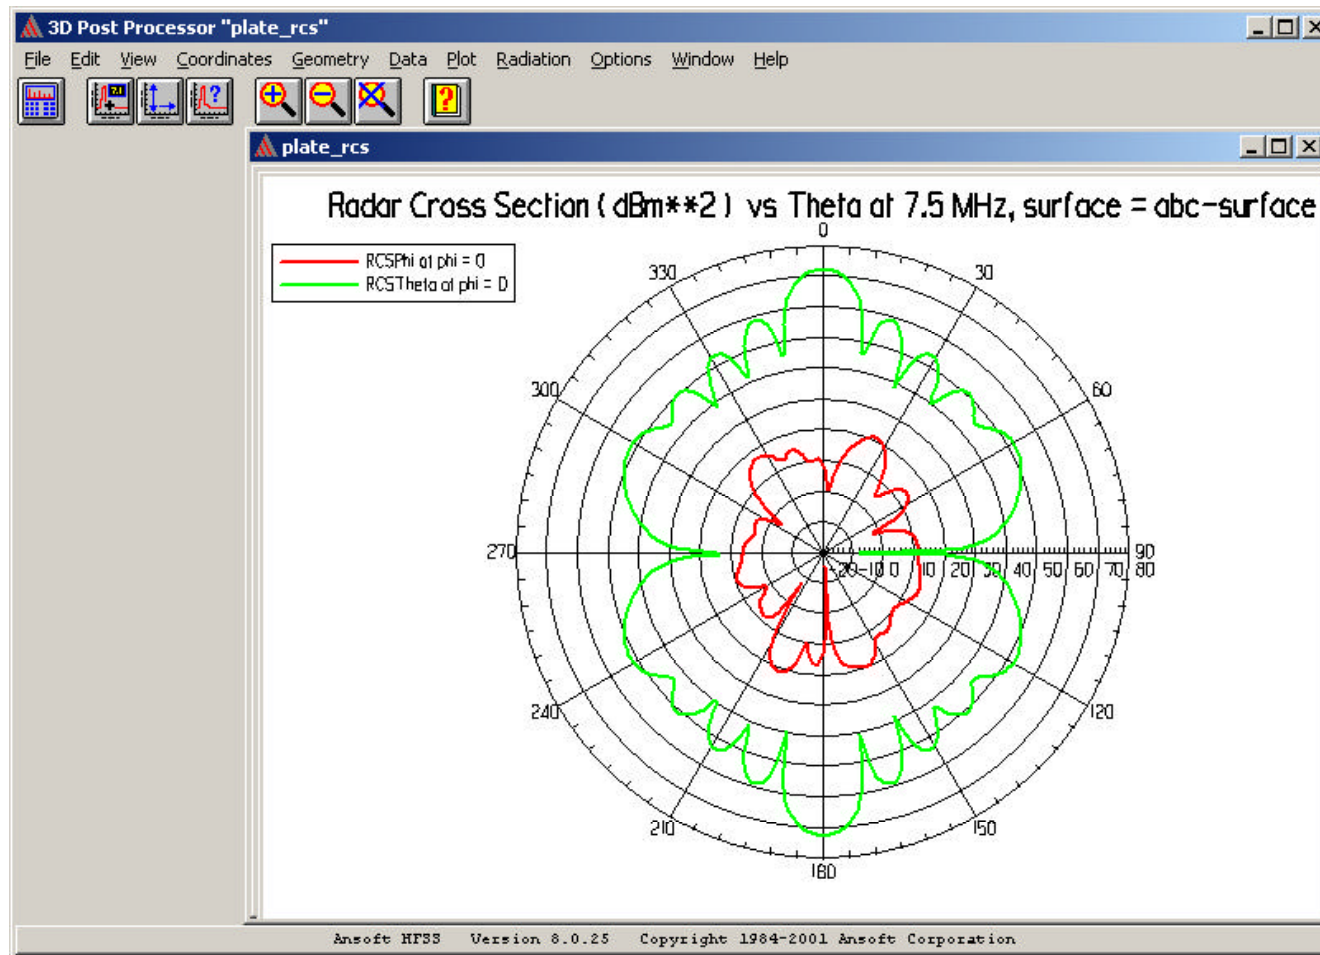 3D Post Processor "plate_rcs"
File Edit View Coordinates Geometry Data Plot Radiation Options Window Help
plate_rcs
Radar Cross Section ( dBm**2 ) vs Theta at 7.5 MHz, surface = abc-surface
RCSPhi at phi = 0
RCSTheta at phi = 0
0
330 30
300 60
270 90
-20 -10 0 10 20 30 40 50 60 70 80
240 120
210 150
180
Ansoft HFSS Version 8.0.25 Copyright 1984-2001 Ansoft Corporation